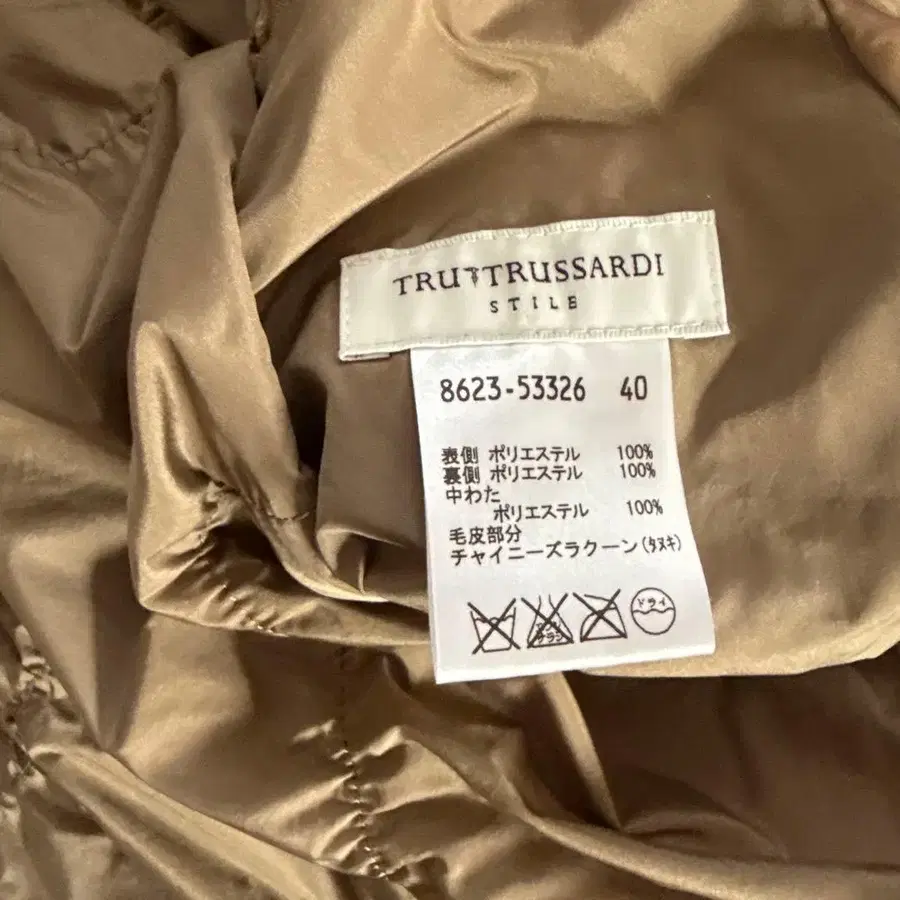 TRUTRUSSARDI
STILE
8623-53326 40
表側 ポリエステル 100%
裏側 ポリエステル 100%
中わた
ポリエステル 100%
毛皮部分
チャイニーズラクーン(タヌキ)
ドライ